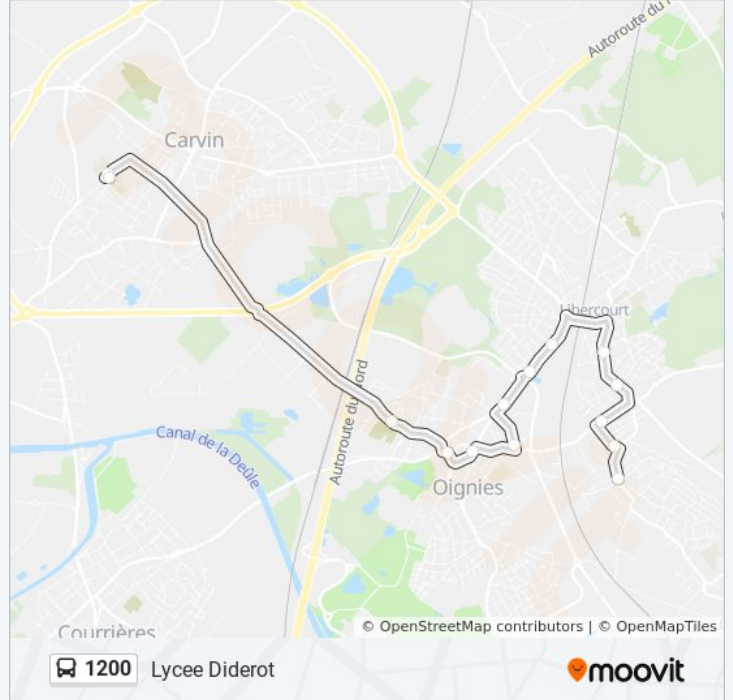 Autoroute du
Carvin
Libercourt
Autoroute du Nord
Canal de la Deûle
Oignies
Courrières
© OpenStreetMap contributors | © OpenMapTiles
1200 Lycee Diderot
moovit